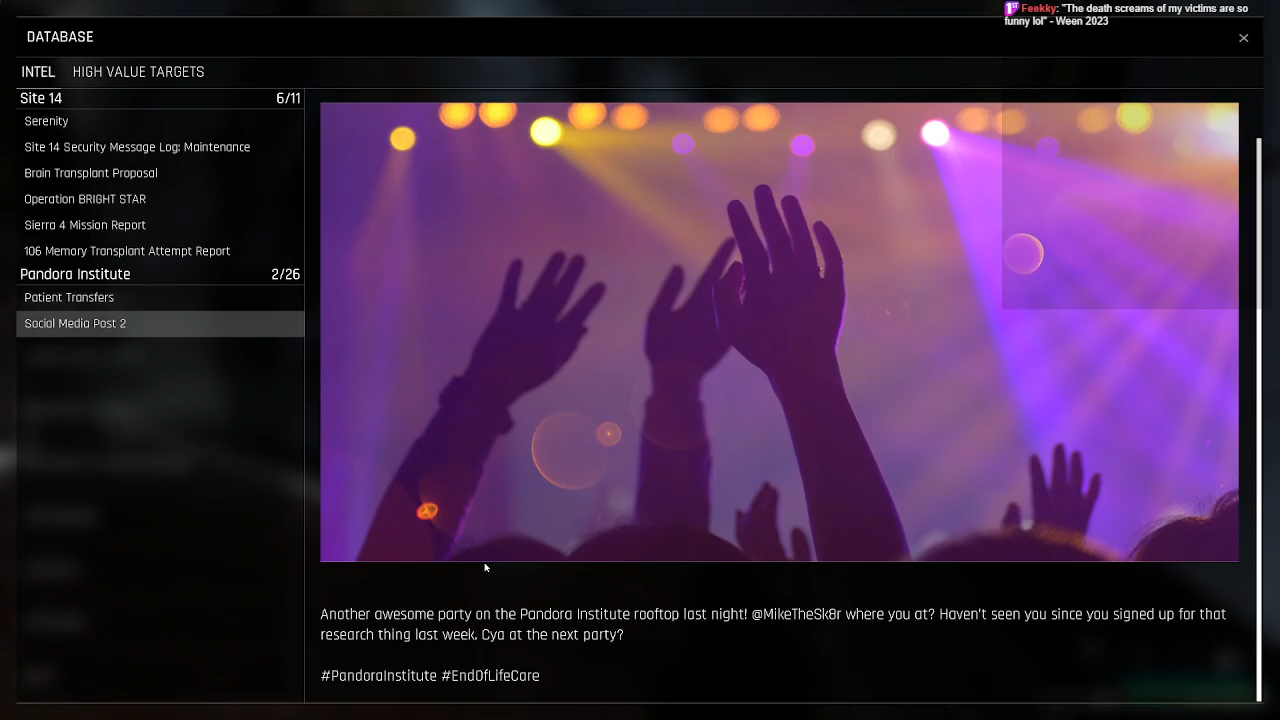 Feekky: "The death screams of my victims are so
funny lol" - Ween 2023
DATABASE
INTEL HIGH VALUE TARGETS
Site 14 6/11
Serenity
Site 14 Security Message Log: Maintenance
Brain Transplant Proposal
Operation BRIGHT STAR
Sierra 4 Mission Report
106 Memory Transplant Attempt Report
Pandora Institute 2/26
Patient Transfers
Social Media Post 2
Another awesome party on the Pandora Institute rooftop last night! @MikeTheSk8r where you at? Haven't seen you since you signed up for that
research thing last week. Cya at the next party?
#PandoraInstitute #EndOfLifeCare